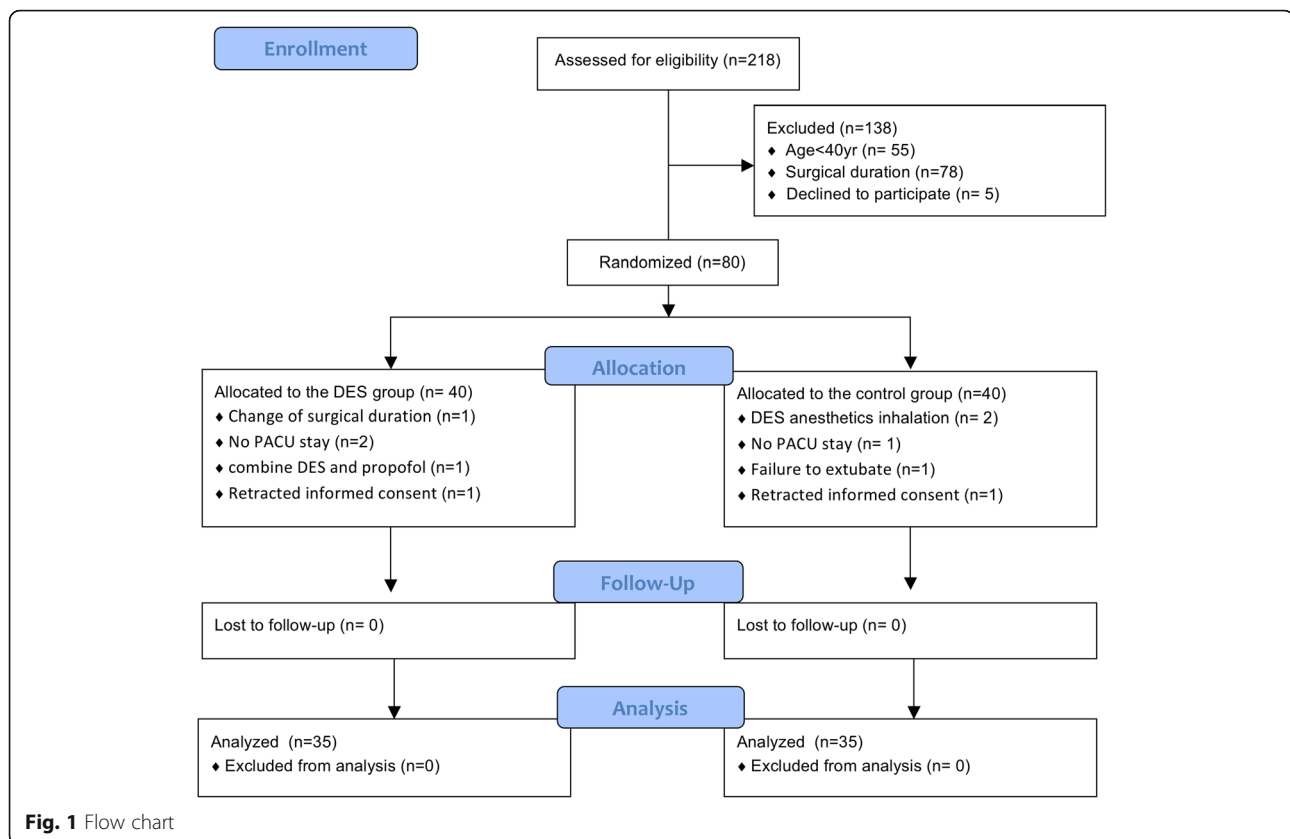 Enrollment
Assessed for eligibility (n=218)
Excluded (n=138)
♦ Age<40yr (n= 55)
♦ Surgical duration (n=78)
♦ Declined to participate (n= 5)
Randomized (n=80)
Allocation
Allocated to the DES group (n= 40)
♦ Change of surgical duration (n=1)
♦ No PACU stay (n=2)
♦ combine DES and propofol (n=1)
♦ Retracted informed consent (n=1)
Allocated to the control group (n=40)
♦ DES anesthetics inhalation (n= 2)
♦ No PACU stay (n= 1)
♦ Failure to extubate (n=1)
♦ Retracted informed consent (n=1)
Follow-Up
Lost to follow-up (n= 0)
Lost to follow-up (n= 0)
Analysis
Analyzed (n=35)
♦ Excluded from analysis (n=0)
Analyzed (n=35)
♦ Excluded from analysis (n= 0)
Fig. 1 Flow chart